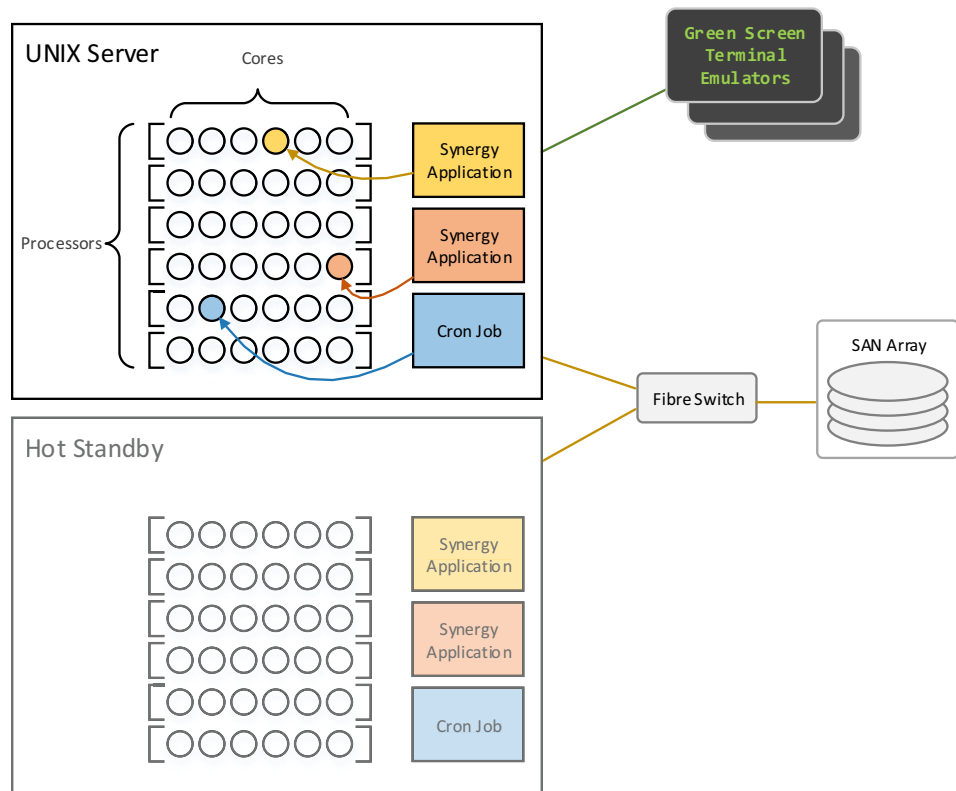 UNIX Server
Cores
Processors
Synergy
Application
Synergy
Application
Cron Job
Green Screen
Terminal
Emulators
Fibre Switch
SAN Array
Hot Standby
Synergy
Application
Synergy
Application
Cron Job